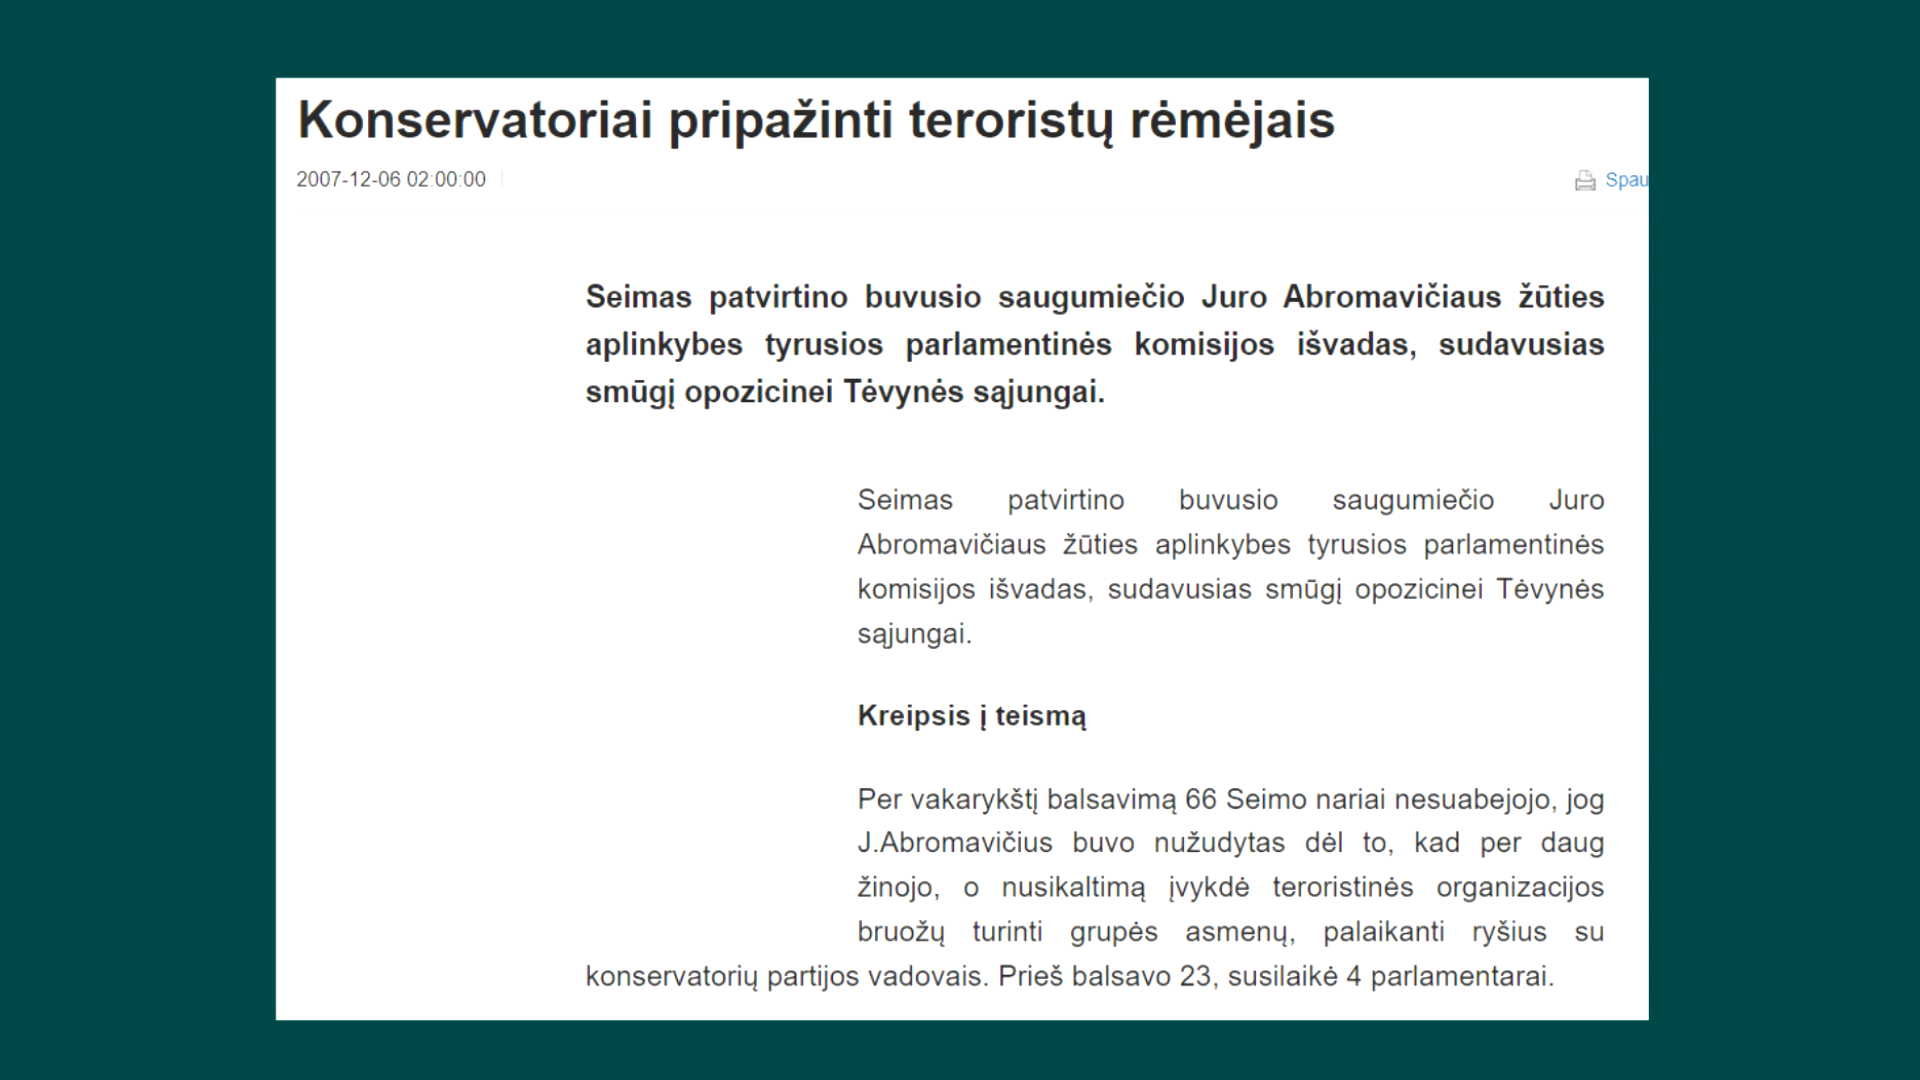 Konservatoriai pripažinti teroristų rėmėjais
2007-12-06 02:00:00
Spau
Seimas patvirtino buvusio saugumiečio Juro Abromavičiaus žūties
aplinkybes tyrusios parlamentinės komisijos išvadas, sudavusias
smūgį opozicinei Tėvynės sąjungai.
Seimas patvirtino buvusio saugumiečio Juro
Abromavičiaus žūties aplinkybes tyrusios parlamentinės
komisijos išvadas, sudavusias smūgį opozicinei Tėvynės
sąjungai.
Kreipsis į teismą
Per vakarykštį balsavimą 66 Seimo nariai nesuabejojo, jog
J.Abromavičius buvo nužudytas dėl to, kad per daug
žinojo, o nusikaltimą įvykdė teroristinės organizacijos
bruožų turinti grupės asmenų, palaikanti ryšius su
konservatorių partijos vadovais. Prieš balsavo 23, susilaikė 4 parlamentarai.